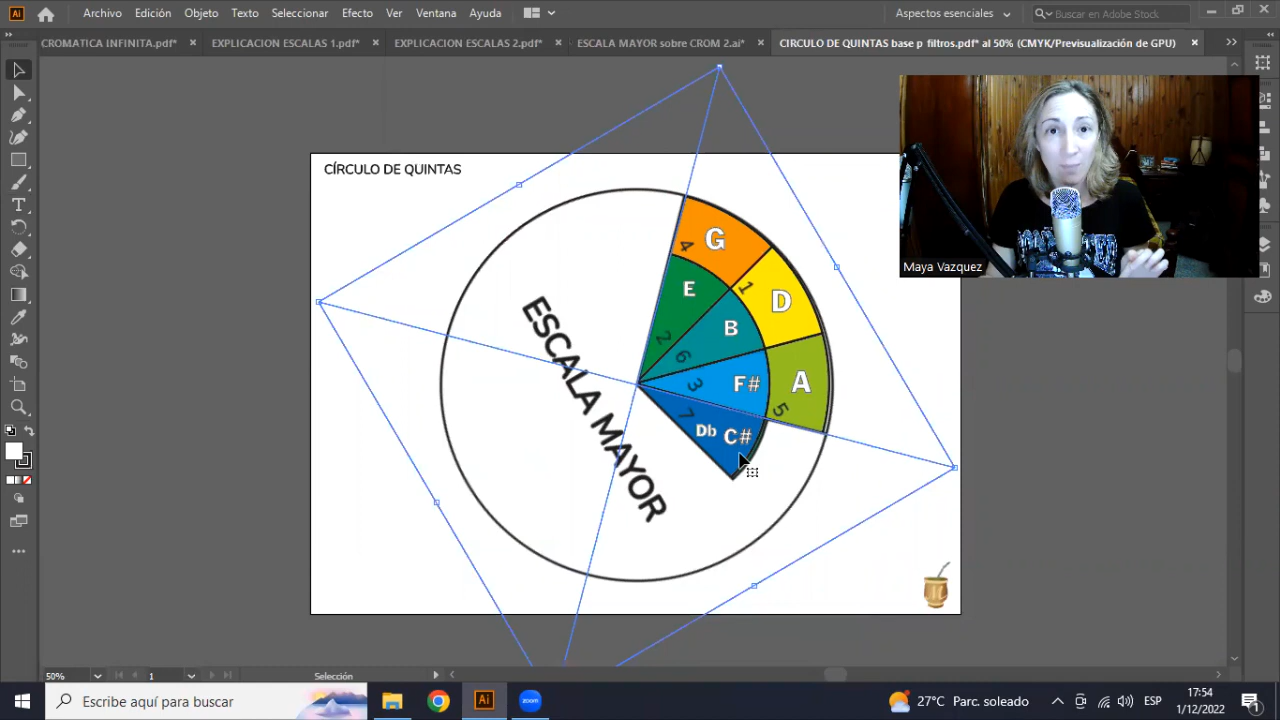 Archivo Edición Objeto Texto Seleccionar Efecto Ver Ventana Ayuda Aspectos esenciales Buscar en Adobe Stock
CROMATICA INFINITA.pdf* EXPLICACION ESCALAS 1.pdf* EXPLICACION ESCALAS 2.pdf* ESCALA MAYOR sobre CROM 2.ai* CIRCULO DE QUINTAS base p filtros.pdf* al 50% (CMYK/Previsualización de GPU)
CÍRCULO DE QUINTAS
G
4
E
1
D
2
B
6
F#
3
A
5
7
Db C#
ESCALA MAYOR
Maya Vazquez
50% 1 Selección
Escribe aquí para buscar
Ai
zoom
27°C Parc. soleado
ESP
17:54
1/12/2022